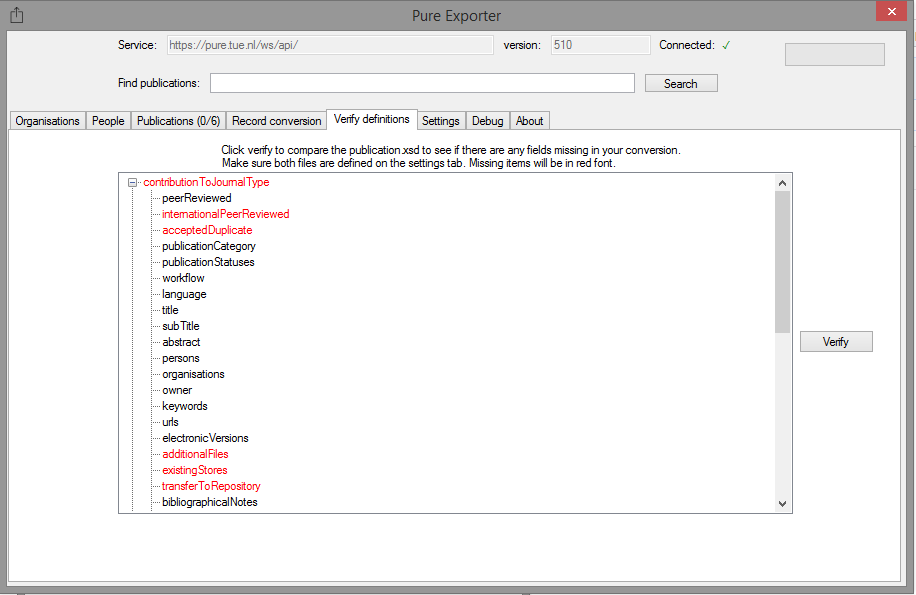 Pure Exporter
Service: https://pure.tue.nl/ws/api/ version: 510 Connected: ✓
Find publications: Search
Organisations People Publications (0/6) Record conversion Verify definitions Settings Debug About
Click verify to compare the publication.xsd to see if there are any fields missing in your conversion.
Make sure both files are defined on the settings tab. Missing items will be in red font.
contributionToJournalType
peerReviewed
internationalPeerReviewed
acceptedDuplicate
publicationCategory
publicationStatuses
workflow
language
title
subTitle
abstract
persons
organisations
owner
keywords
urls
electronicVersions
additionalFiles
existingStores
transferToRepository
bibliographicalNotes
Verify